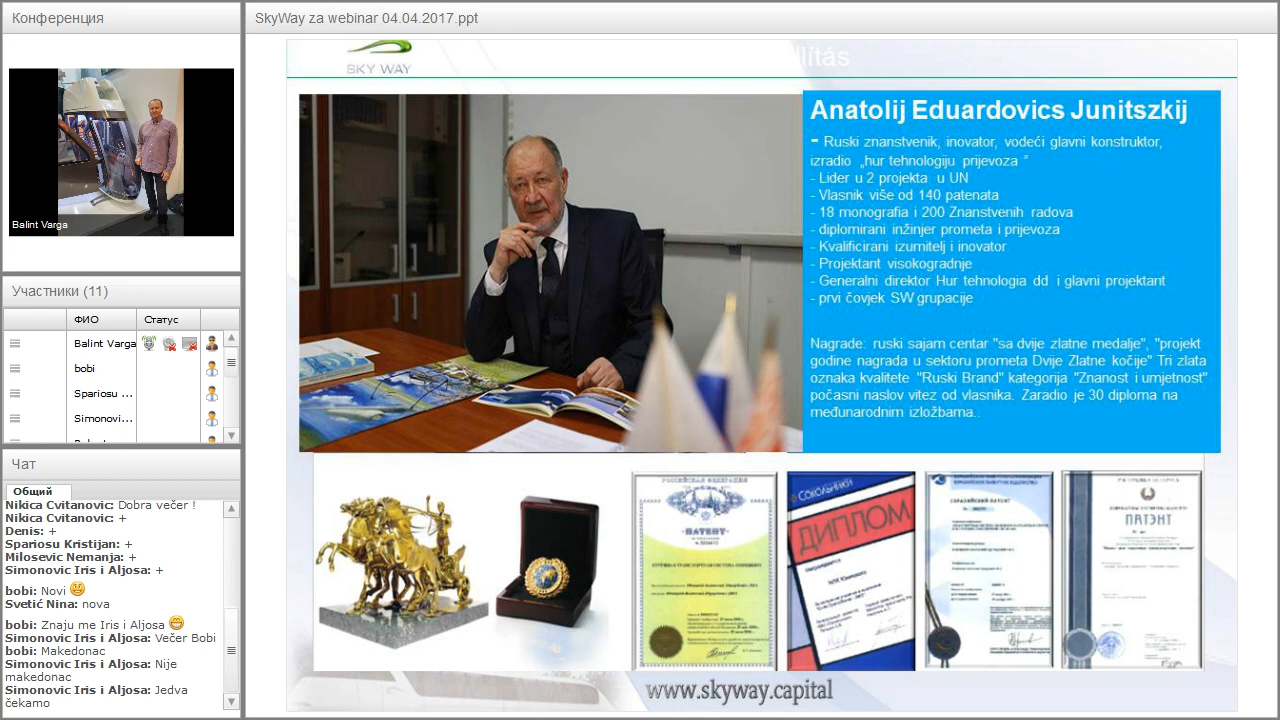 Конференция
Balint Varga
Участники (11)
ФИО
Статус
Balint Varga
bobi
Spariosu ...
Simonovi...
Чат
Общий
Nikica Cvitanovic: Dobra večer !
Nikica Cvitanovic: +
Denis: +
Spariosu Kristijan: +
Milosevic Nemanja: +
Simonovic Iris i Aljosa: +
bobi: Novi
Svetić Nina: nova
bobi: Znaju me Iris i Aljosa
Simonovic Iris i Aljosa: Večer Bobi
bobi: Makedonac
Simonovic Iris i Aljosa: Nije
makedonac
Simonovic Iris i Aljosa: Jedva
čekamo
SkyWay za webinar 04.04.2017.ppt
SKY WAY
llítás
Anatolij Eduardovics Junitszkij
- Ruski znanstvenik, inovator, vodeći glavni konstruktor,
izradio „hur tehnologiju prijevoza “
- Lider u 2 projekta u UN
- Vlasnik više od 140 patenata
- 18 monografia i 200 Znanstvenih radova
- diplomirani inžinjer prometa i prijevoza
- Kvalificirani izumitelj i inovator
- Projektant visokogradnje
- Generalni direktor Hur tehnologia dd i glavni projektant
- prvi čovjek SW grupacije
Nagrade: ruski sajam centar "sa dvije zlatne medalje", "projekt
godine nagrada u sektoru prometa Dvije Zlatne kočije" Tri zlata
oznaka kvalitete "Ruski Brand" kategorija "Znanost i umjetnost"
počasni naslov vitez od vlasnika. Zaradio je 30 diploma na
međunarodnim izložbama..
РОССИЙСКАЯ ФЕДЕРАЦИЯ
ПАТЕНТ
СОКОЛЬНИКИ
ДИПЛОМ
ЕВРАЗИЙСКИЙ ПАТЕНТ
ПАТЭНТ
www.skyway.capital